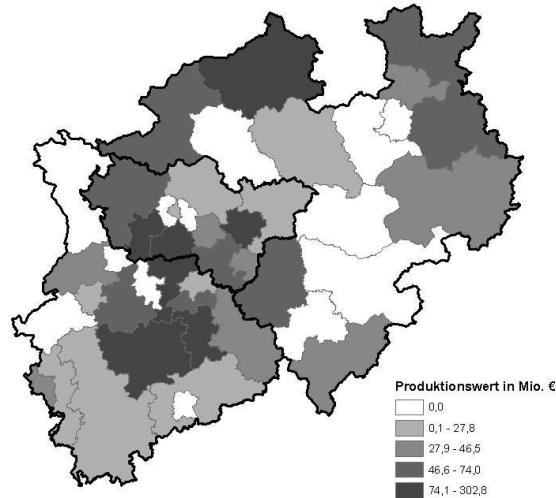 Produktionswert in Mio. €
0,0
0,1 - 27,8
27,9 - 46,5
46,6 - 74,0
74,1 - 302,8